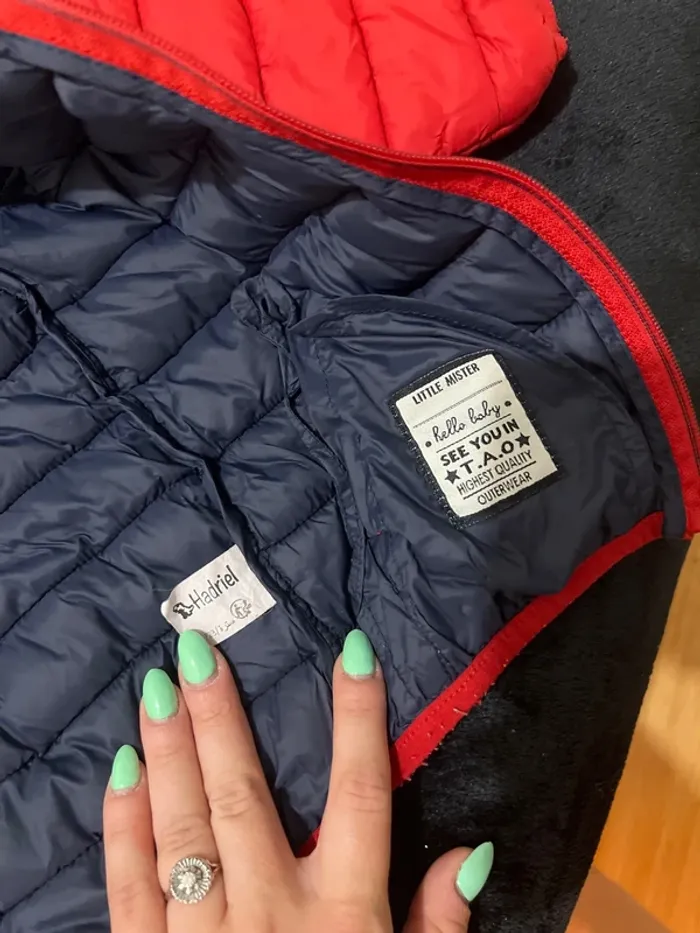 LITTLE MISTER
hello baby
SEE YOU IN
T.A.O
HIGHEST QUALITY
OUTERWEAR
Hadriel